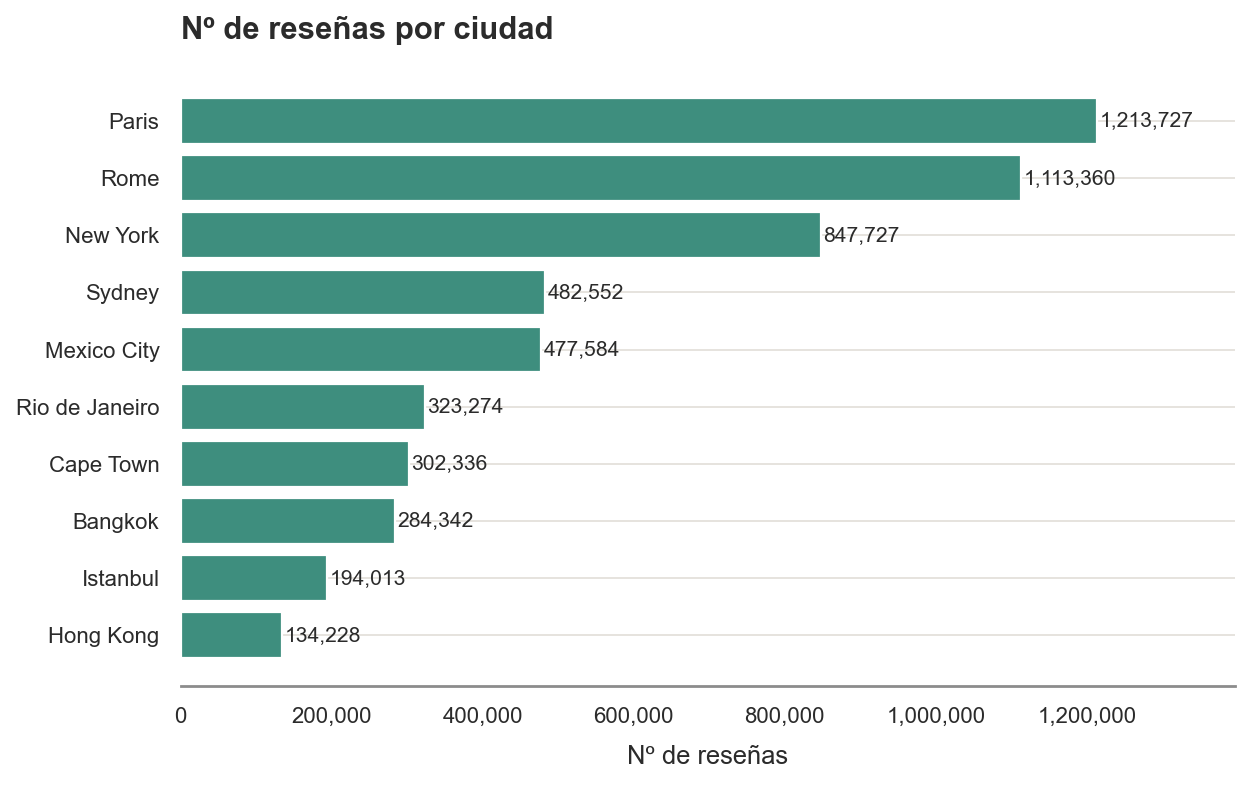 Nº de reseñas por ciudad
Paris 1,213,727
Rome 1,113,360
New York 847,727
Sydney 482,552
Mexico City 477,584
Rio de Janeiro 323,274
Cape Town 302,336
Bangkok 284,342
Istanbul 194,013
Hong Kong 134,228
0 200,000 400,000 600,000 800,000 1,000,000 1,200,000
Nº de reseñas